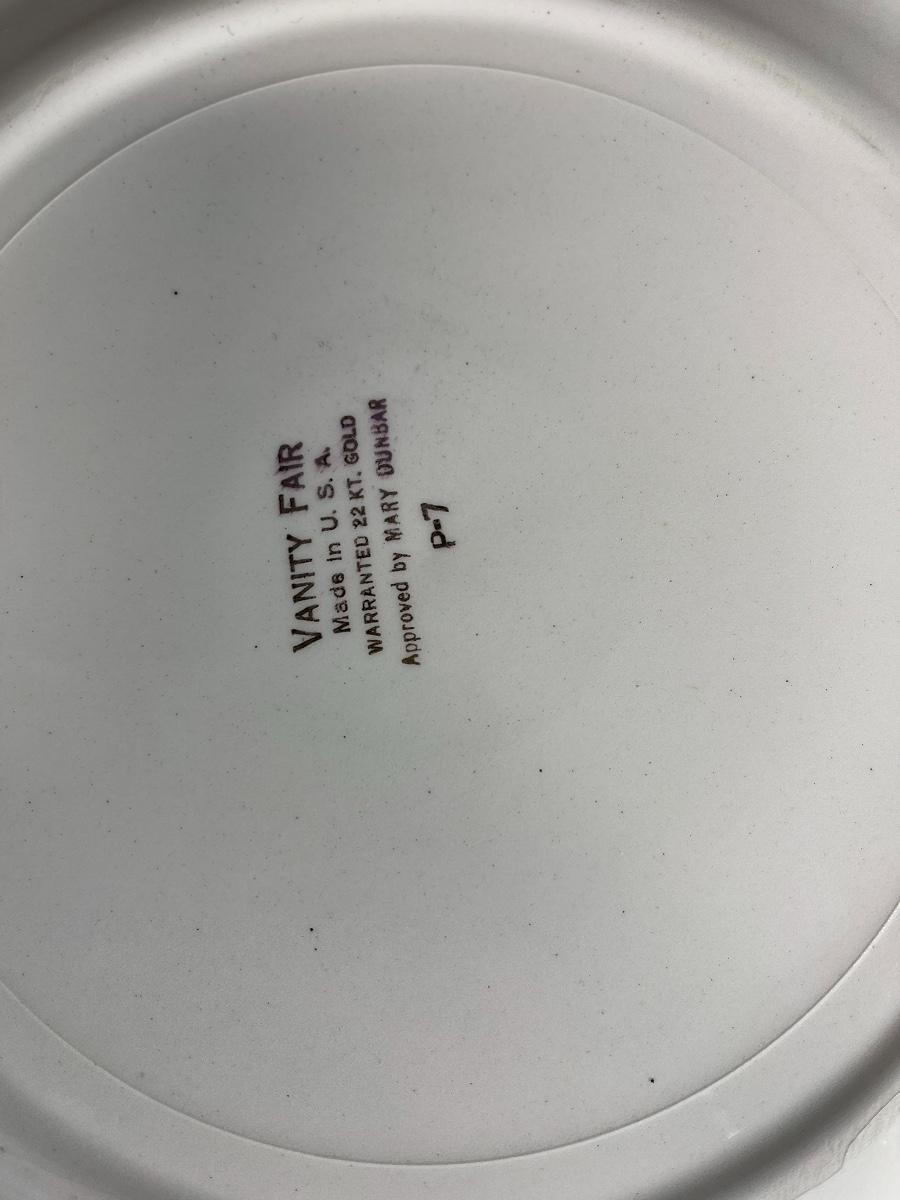 VANITY FAIR
Made in U. S. A.
WARRANTED 22 KT. GOLD
Approved by MARY DUNBAR
P-7